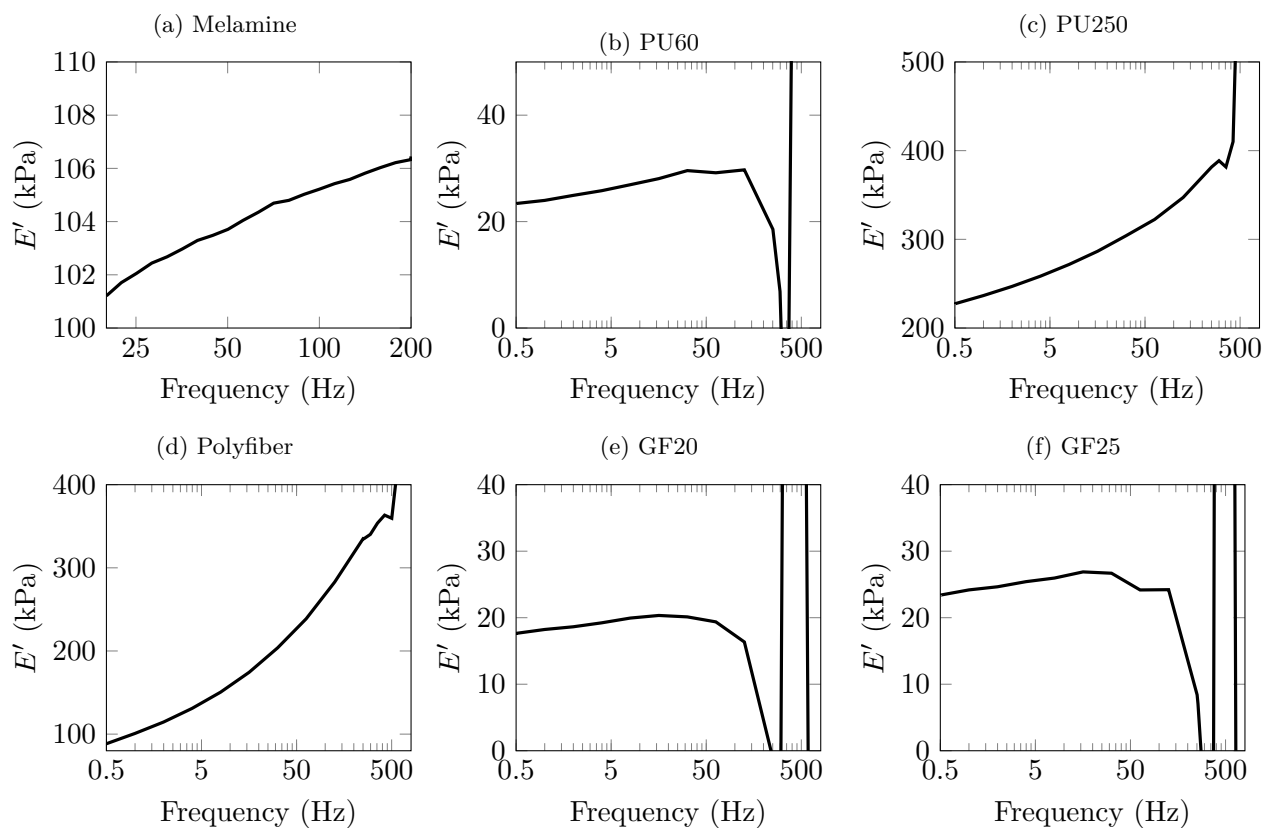 (a) Melamine
110
108
106
104
102
100
E′ (kPa)
25
50
100
200
Frequency (Hz)
(b) PU60
40
20
0
E′ (kPa)
0.5
5
50
500
Frequency (Hz)
(c) PU250
500
400
300
200
E′ (kPa)
0.5
5
50
500
Frequency (Hz)
(d) Polyfiber
400
300
200
100
E′ (kPa)
0.5
5
50
500
Frequency (Hz)
(e) GF20
40
30
20
10
0
E′ (kPa)
0.5
5
50
500
Frequency (Hz)
(f) GF25
40
30
20
10
0
E′ (kPa)
0.5
5
50
500
Frequency (Hz)